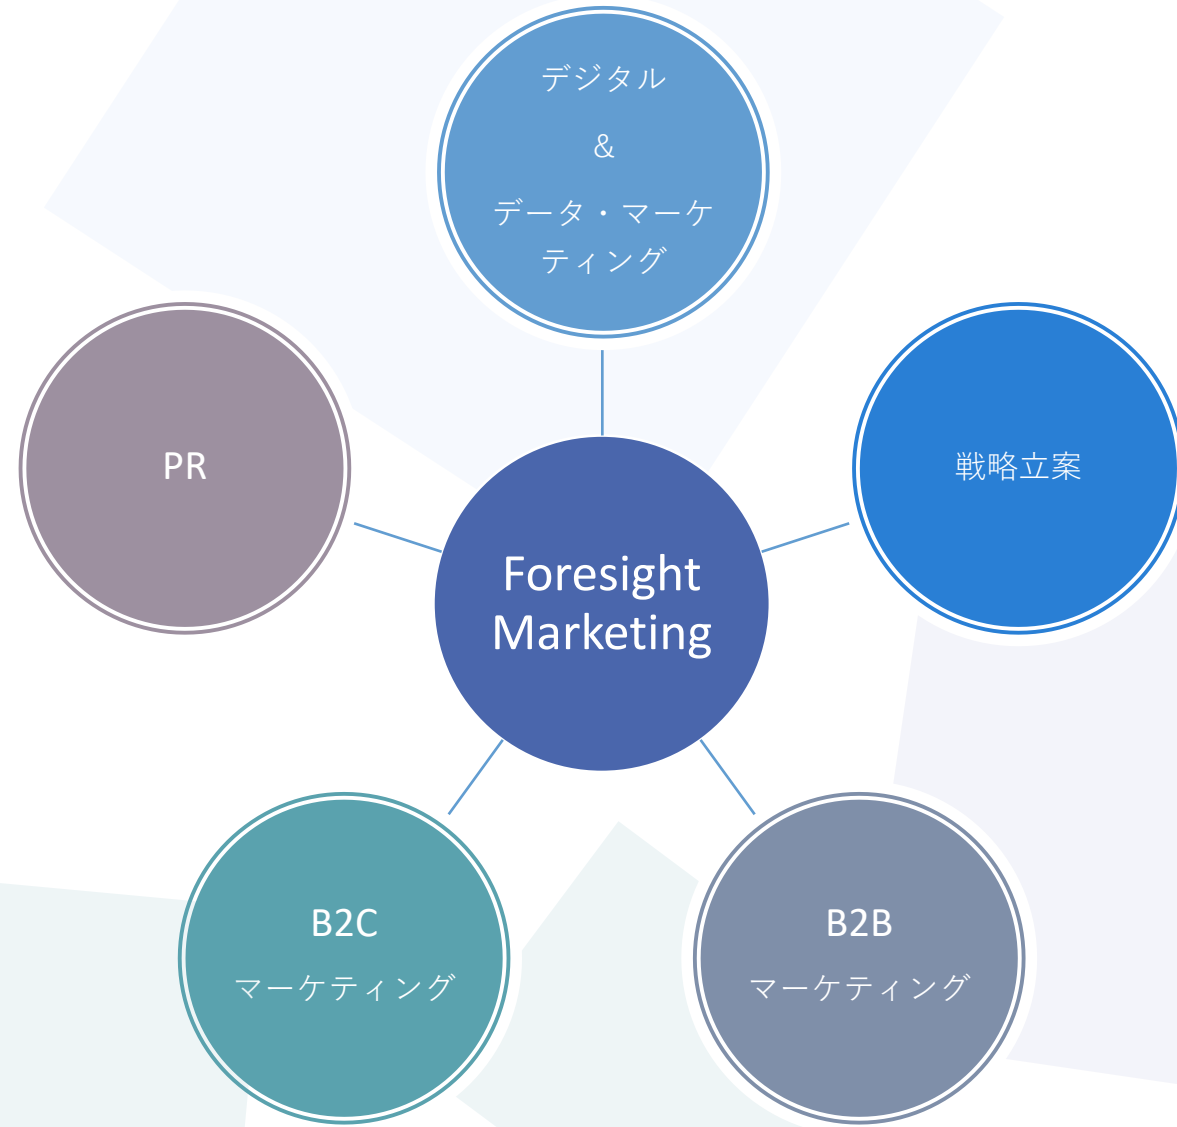 デジタル
&
データ・マーケ
ティング
PR
戦略立案
Foresight
Marketing
B2C
マーケティング
B2B
マーケティング